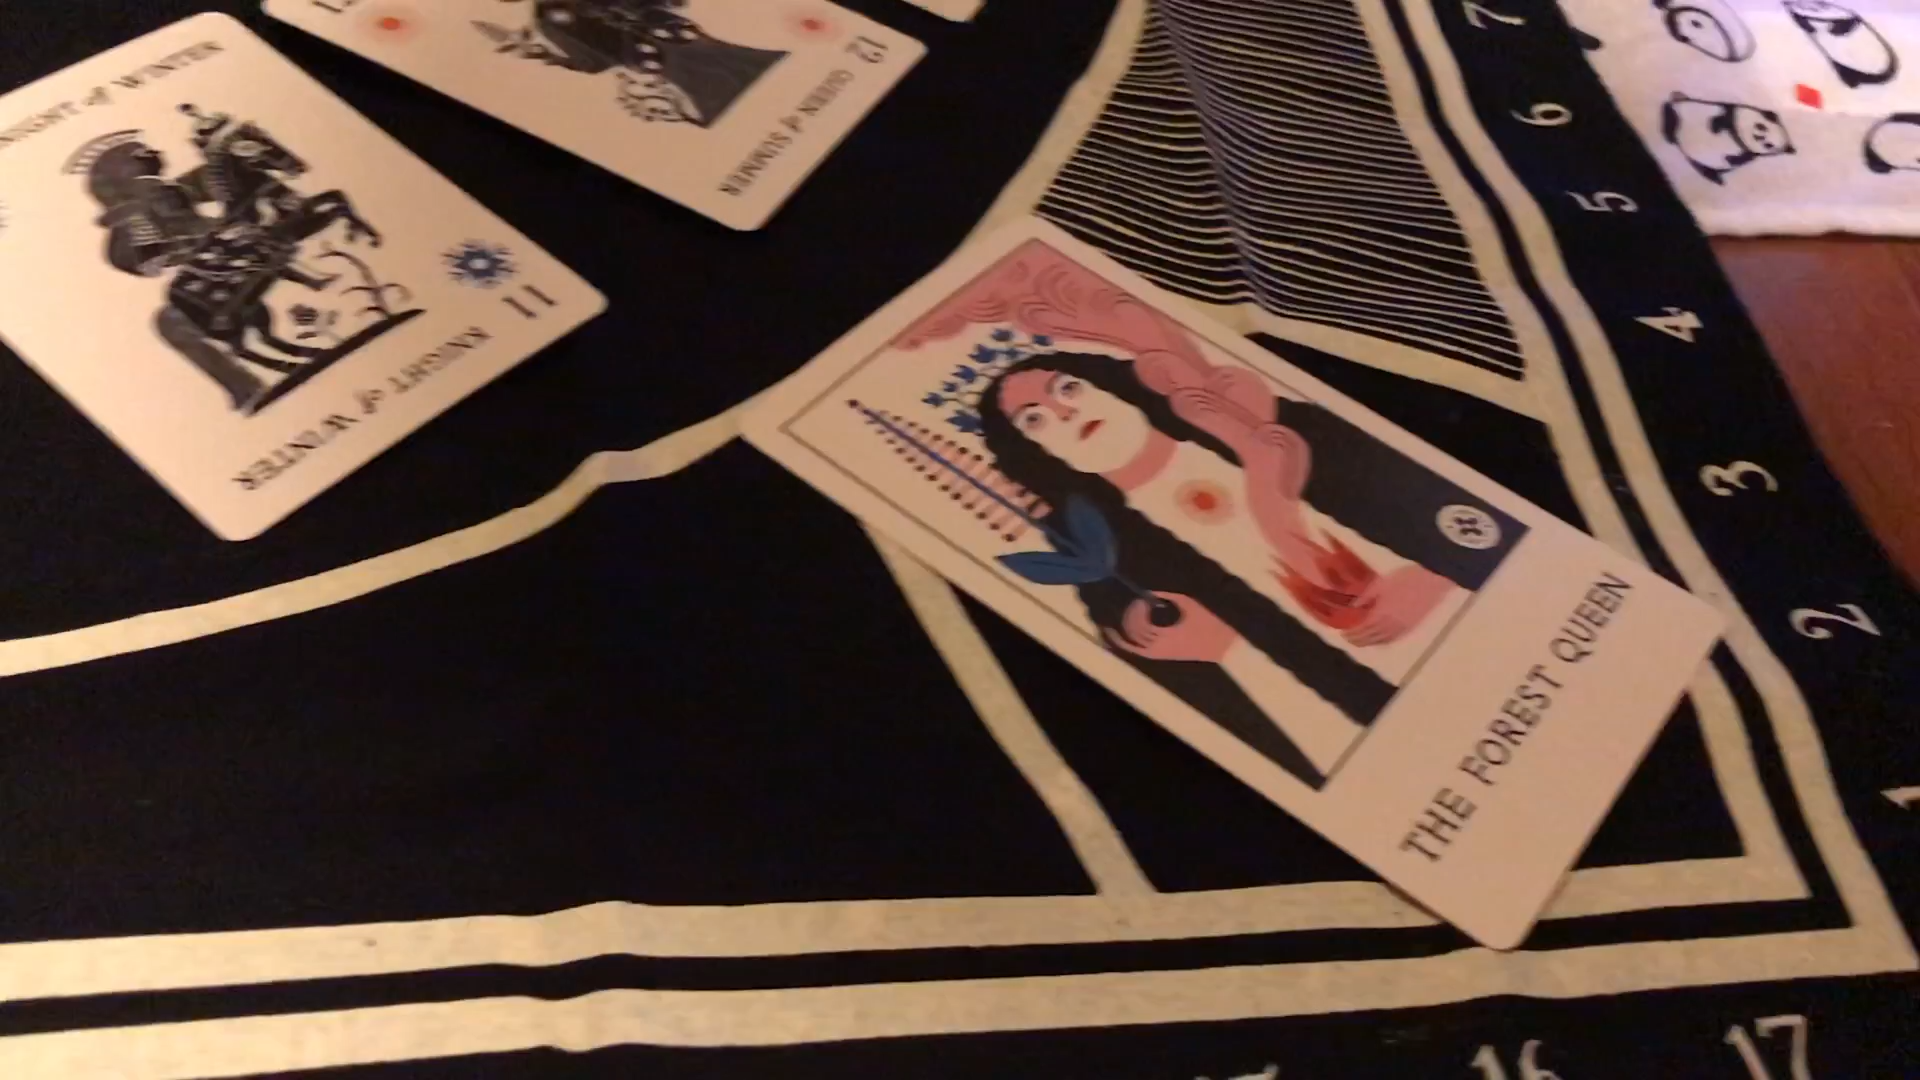 KNIGHT of WINTER
11
KNIGHT of WINTER
12
QUEEN of SUMMER
THE FOREST QUEEN
7
6
5
4
3
2
1
16
17